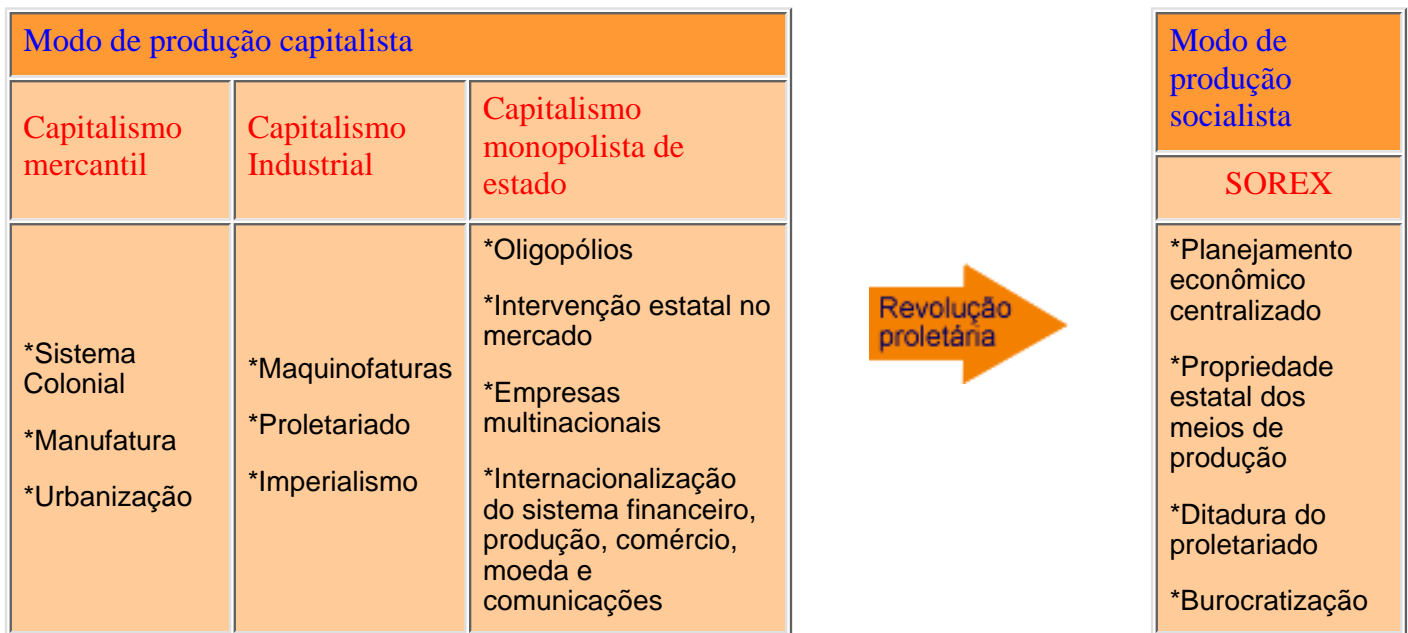 Modo de produção capitalista
Capitalismo
mercantil
Capitalismo
Industrial
Capitalismo
monopolista de
estado
*Sistema
Colonial
*Manufatura
*Urbanização
*Maquinofaturas
*Proletariado
*Imperialismo
*Oligopólios
*Intervenção estatal no
mercado
*Empresas
multinacionais
*Internacionalização
do sistema financeiro,
produção, comércio,
moeda e
comunicações
Revolução
proletária
Modo de
produção
socialista
SOREX
*Planejamento
econômico
centralizado
*Propriedade
estatal dos
meios de
produção
*Ditadura do
proletariado
*Burocratização